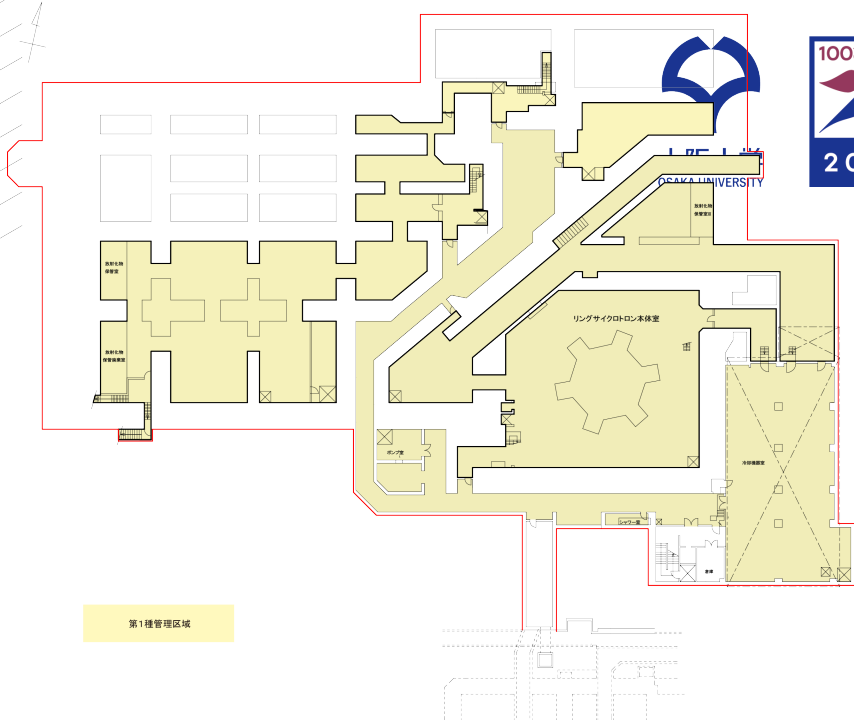 100
大阪大学
OSAKA UNIVERSITY
20
放射化物
保管室II
放射化物
保管室
リングサイクロトロン本体室
放射化物
保管廃棄室
ポンプ室
冷却機器室
シャワー室
倉庫
第1種管理区域